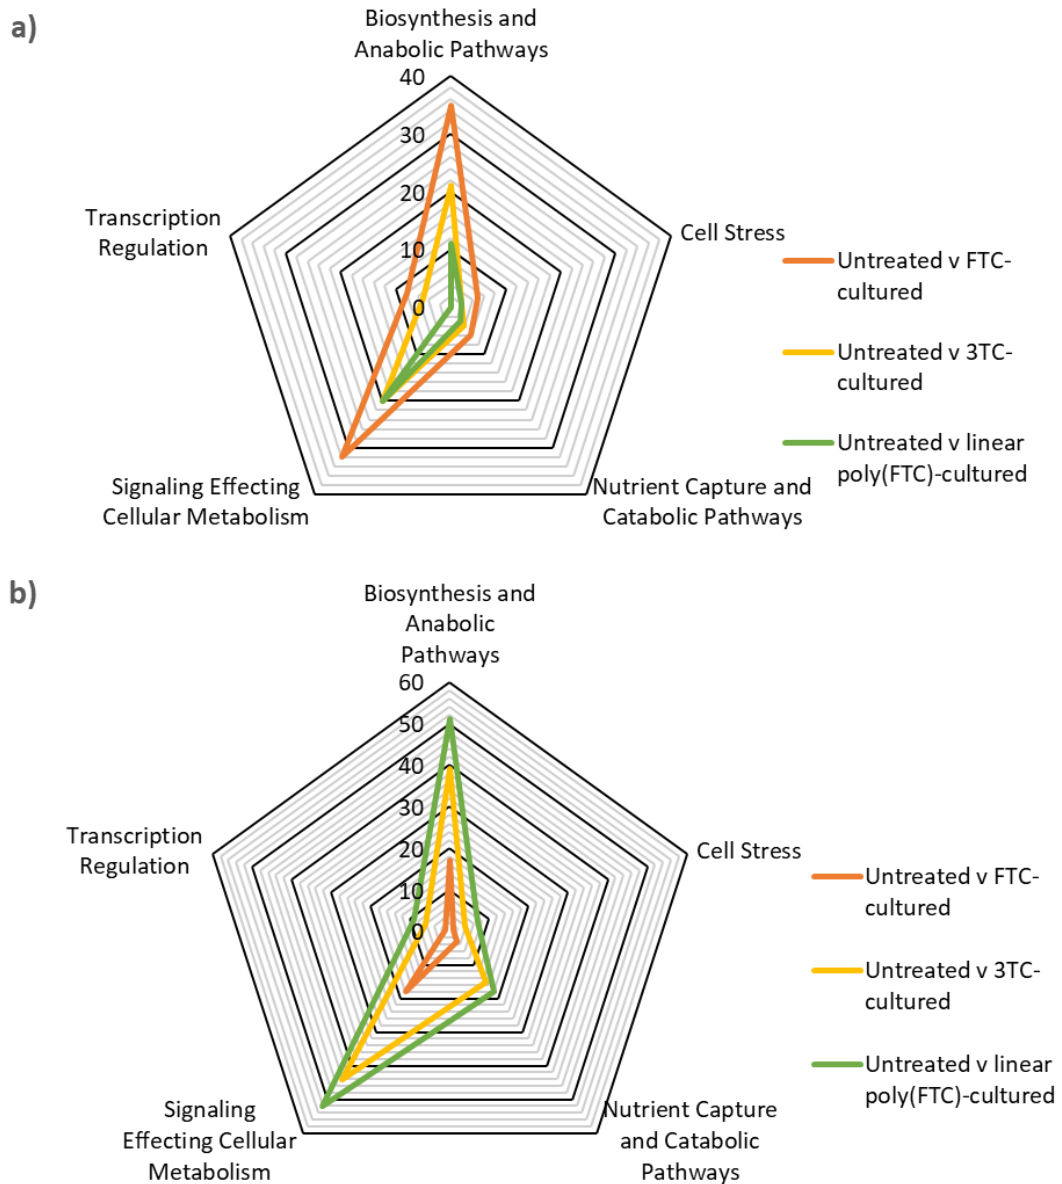 a)
Biosynthesis and
Anabolic Pathways
40
30
20
10
0
Transcription
Regulation
Cell Stress
Signaling Effecting
Cellular Metabolism
Nutrient Capture and
Catabolic Pathways
Untreated v FTC-
cultured
Untreated v 3TC-
cultured
Untreated v linear
poly(FTC)-cultured
b)
Biosynthesis and
Anabolic
Pathways
60
50
40
30
20
10
0
Transcription
Regulation
Cell Stress
Signaling
Effecting Cellular
Metabolism
Nutrient Capture
and Catabolic
Pathways
Untreated v FTC-
cultured
Untreated v 3TC-
cultured
Untreated v linear
poly(FTC)-cultured